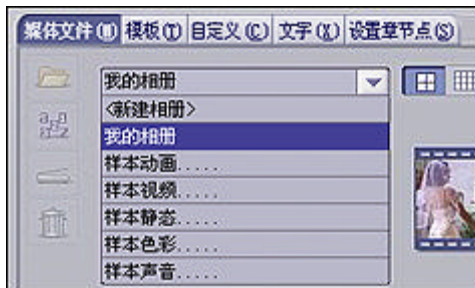 媒体文件(M) 模板(T) 自定义(C) 文字(X) 设置章节点(S)
我的相册
<新建相册>
我的相册
样本动画.....
样本视频.....
样本静态.....
样本色彩.....
样本声音.....